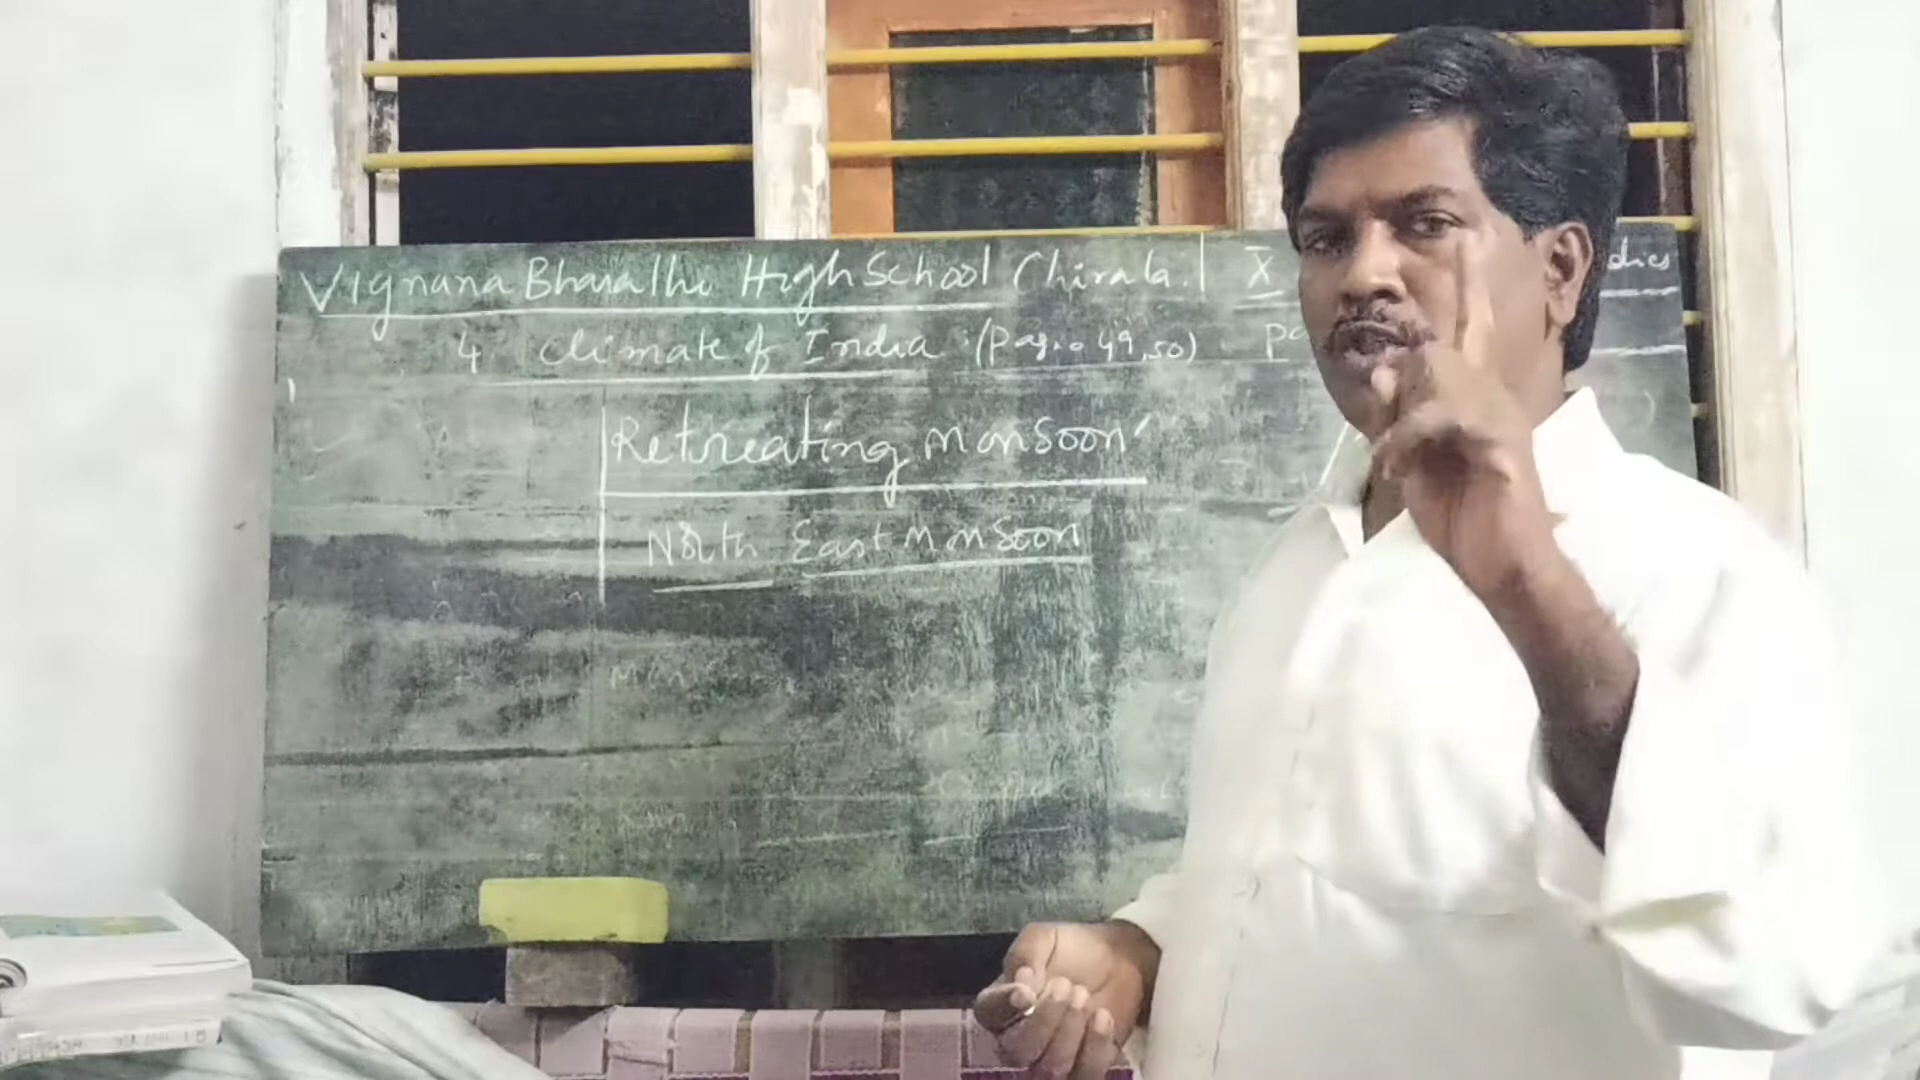 Vignana Bharathi High School Chirala. X
4. Climate of India (Page 49,50)
Retreating monsoon
North East Monsoon